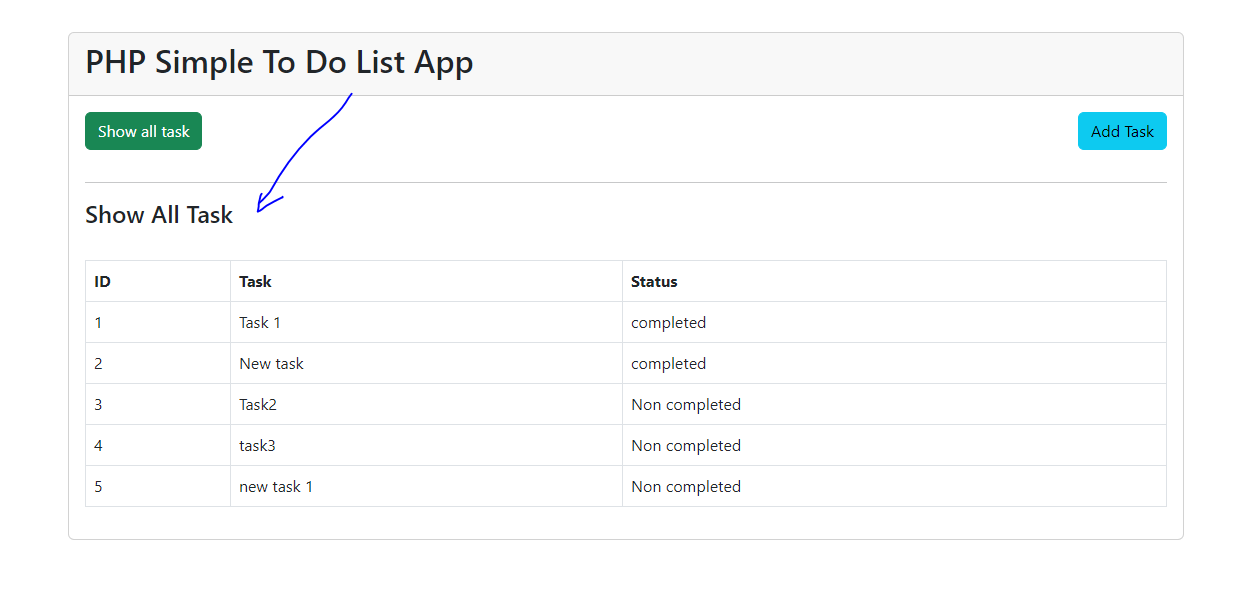 PHP Simple To Do List App
Show all task Add Task
Show All Task
ID Task Status
1 Task 1 completed
2 New task completed
3 Task2 Non completed
4 task3 Non completed
5 new task 1 Non completed